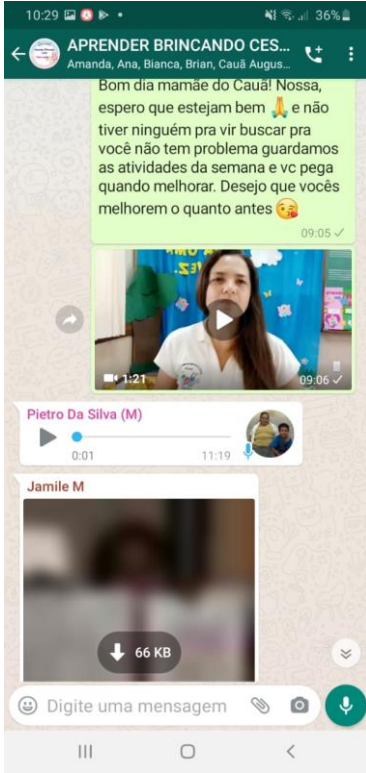 10:29
36%
APRENDER BRINCANDO CES...
Amanda, Ana, Bianca, Brian, Cauã Augus...
Bom dia mamãe do Cauã! Nossa,
espero que estejam bem 🙏 e não
tiver ninguém pra vir buscar pra
você não tem problema guardamos
as atividades da semana e vc pega
quando melhorar. Desejo que vocês
melhorem o quanto antes 😘
09:05
1:21
09:06
Pietro Da Silva (M)
0:01
11:19
Jamile M
66 KB
Digite uma mensagem